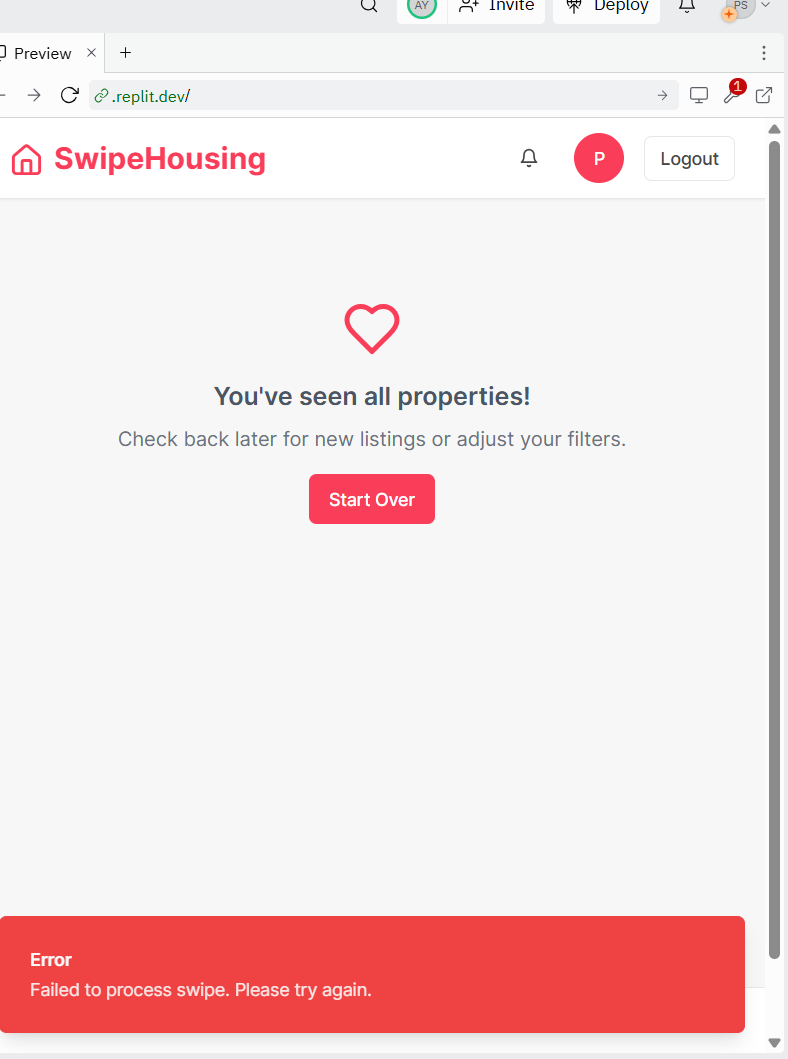 AY
Invite
Deploy
PS
Preview
.replit.dev/
1
SwipeHousing
P
Logout
You've seen all properties!
Check back later for new listings or adjust your filters.
Start Over
Error
Failed to process swipe. Please try again.